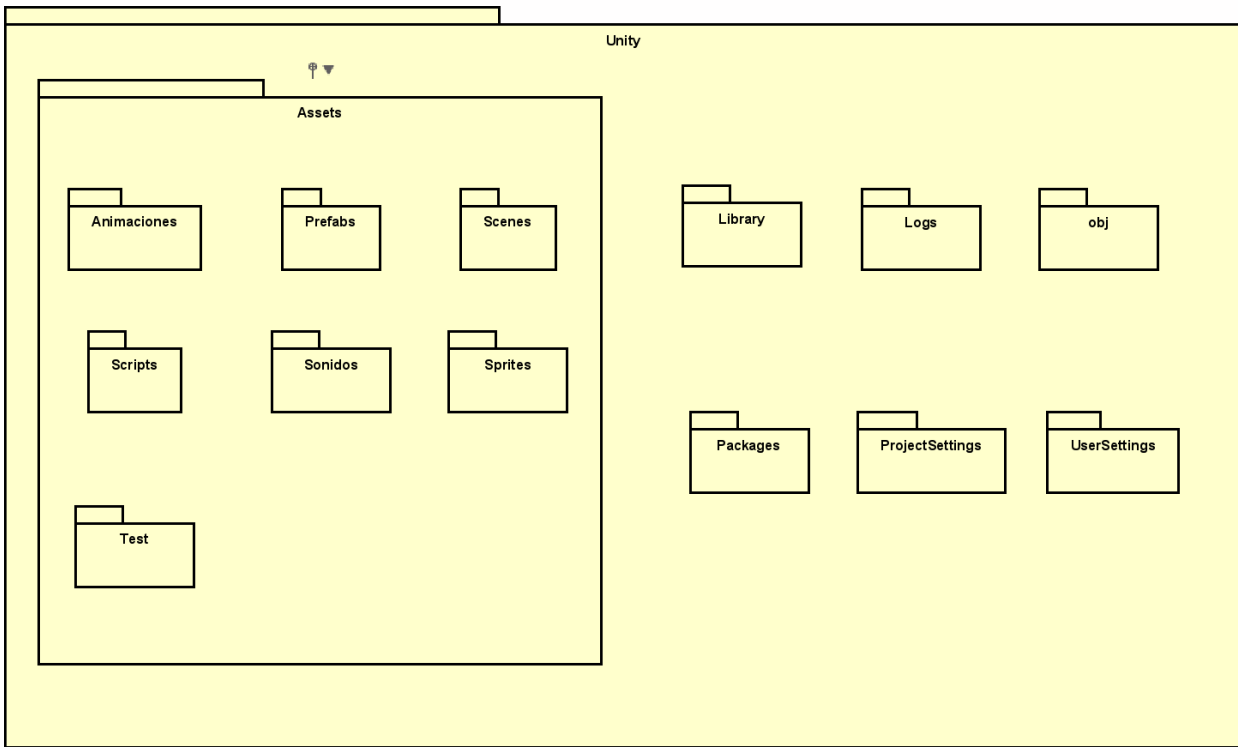 Unity
Assets
Animaciones
Prefabs
Scenes
Library
Logs
obj
Scripts
Sonidos
Sprites
Packages
ProjectSettings
UserSettings
Test